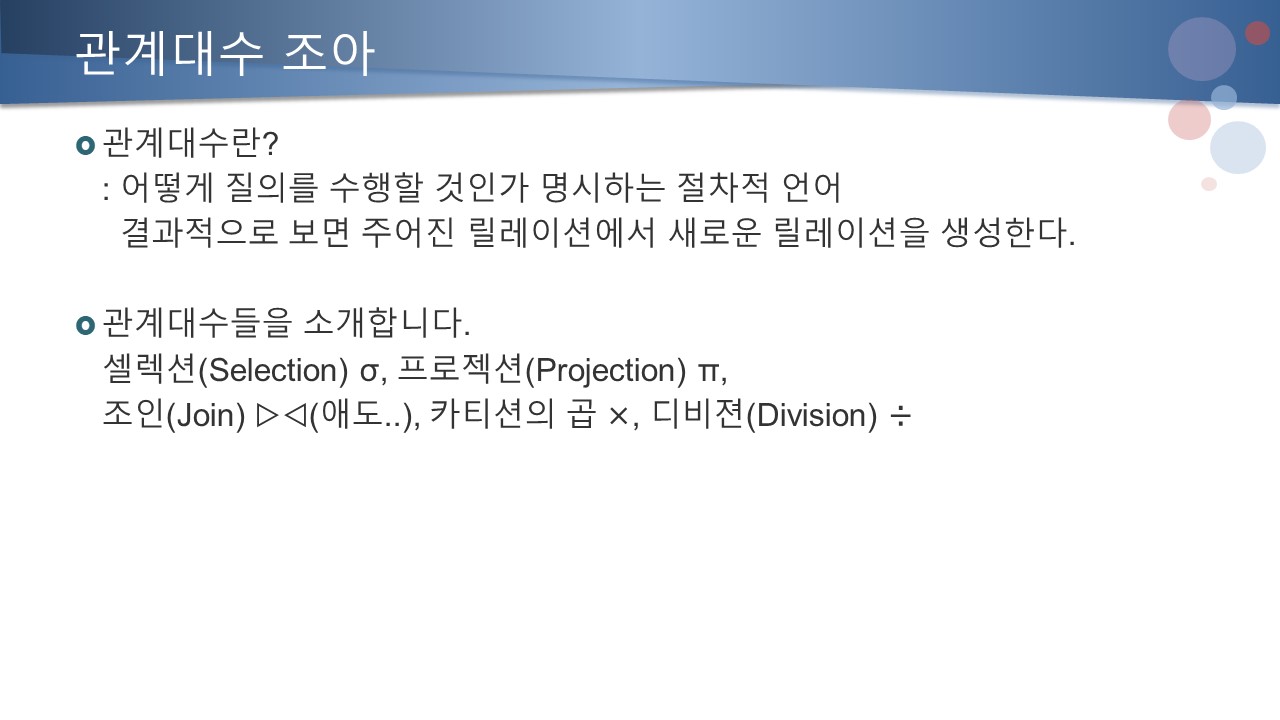 관계대수 조아
관계대수란?
: 어떻게 질의를 수행할 것인가 명시하는 절차적 언어
결과적으로 보면 주어진 릴레이션에서 새로운 릴레이션을 생성한다.
관계대수들을 소개합니다.
셀렉션(Selection) σ, 프로젝션(Projection) π,
조인(Join) ▷◁(애도..), 카티션의 곱 ×, 디비젼(Division) ÷